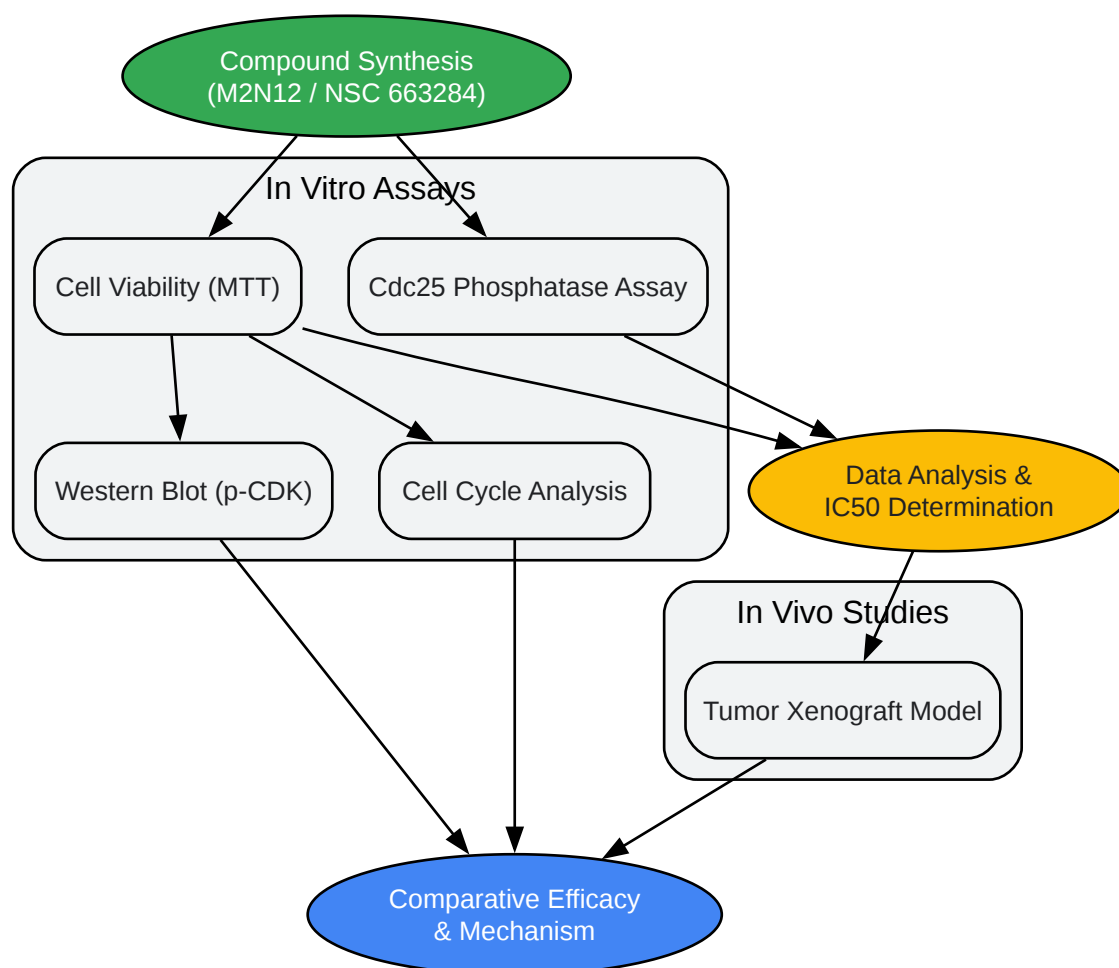 Compound Synthesis
(M2N12 / NSC 663284)
In Vitro Assays
Cell Viability (MTT)
Cdc25 Phosphatase Assay
Western Blot (p-CDK)
Cell Cycle Analysis
Data Analysis &
IC50 Determination
In Vivo Studies
Tumor Xenograft Model
Comparative Efficacy
& Mechanism